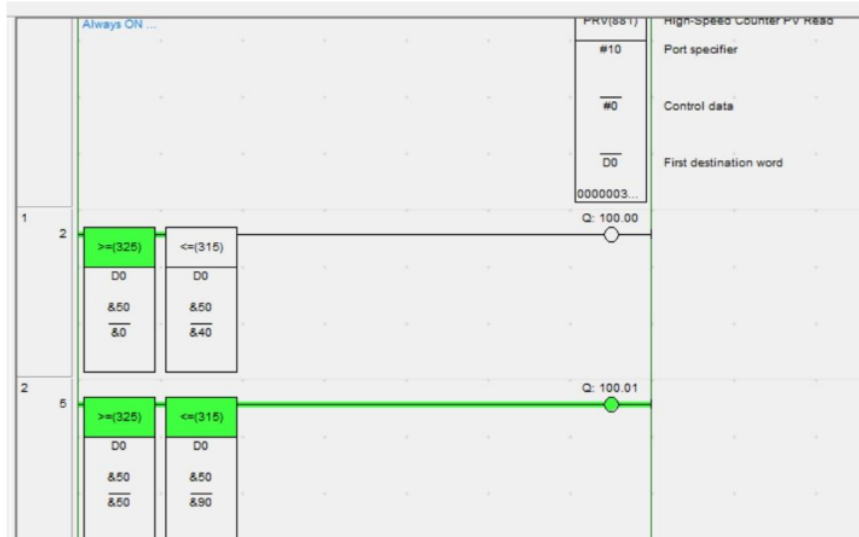 Always ON ...
PRV(881) High-Speed Counter PV Read
#10 Port specifier
#0 Control data
D0 First destination word
0000003...
1
2
Q: 100.00
>=(325) <=(315)
D0 D0
&50 &50
&0 &40
2
5
Q: 100.01
>=(325) <=(315)
D0 D0
&50 &50
&50 &90